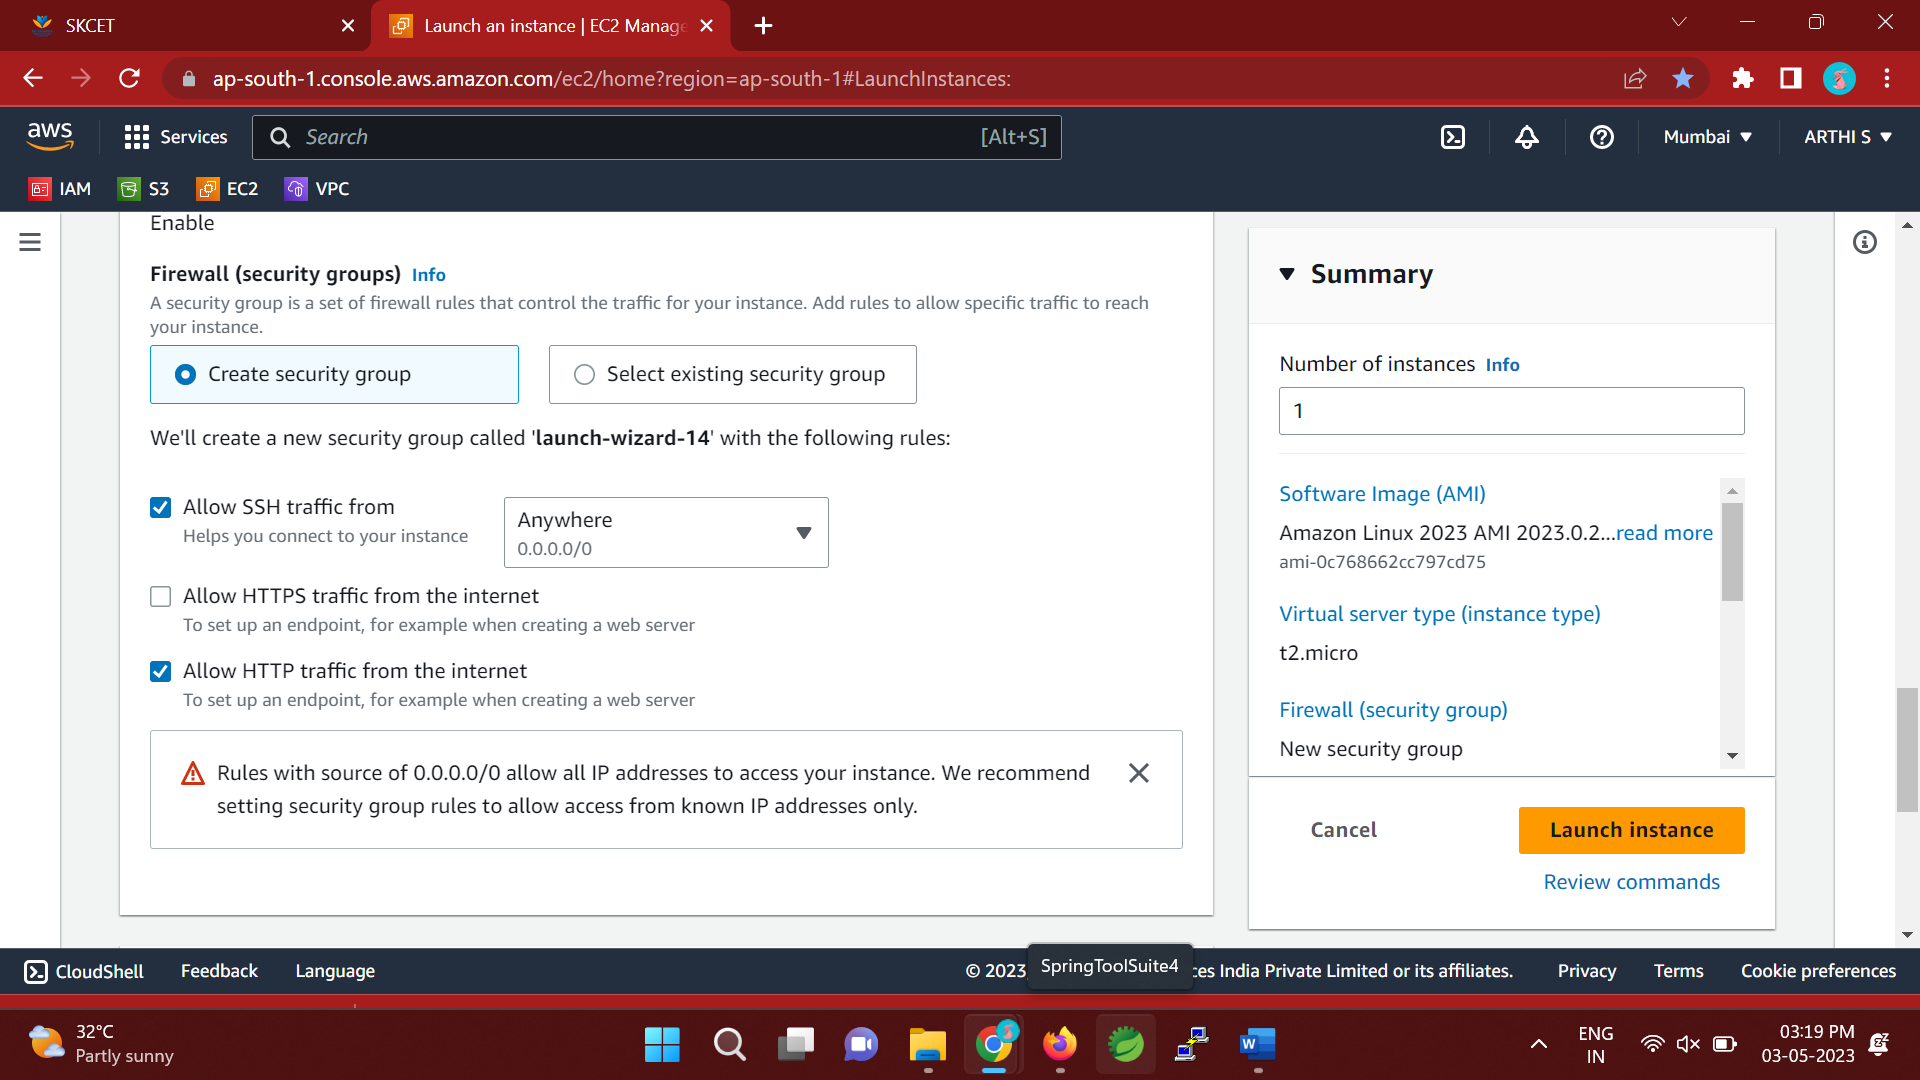 SKCET
Launch an instance | EC2 Manage
ap-south-1.console.aws.amazon.com/ec2/home?region=ap-south-1#LaunchInstances:
aws
Services
Search
[Alt+S]
Mumbai
ARTHI S
IAM
S3
EC2
VPC
Enable
Firewall (security groups) Info
A security group is a set of firewall rules that control the traffic for your instance. Add rules to allow specific traffic to reach
your instance.
Create security group
Select existing security group
We'll create a new security group called 'launch-wizard-14' with the following rules:
Allow SSH traffic from
Helps you connect to your instance
Anywhere
0.0.0.0/0
Allow HTTPS traffic from the internet
To set up an endpoint, for example when creating a web server
Allow HTTP traffic from the internet
To set up an endpoint, for example when creating a web server
Rules with source of 0.0.0.0/0 allow all IP addresses to access your instance. We recommend
setting security group rules to allow access from known IP addresses only.
Summary
Number of instances Info
1
Software Image (AMI)
Amazon Linux 2023 AMI 2023.0.2...read more
ami-0c768662cc797cd75
Virtual server type (instance type)
t2.micro
Firewall (security group)
New security group
Cancel
Launch instance
Review commands
CloudShell
Feedback
Language
© 2023
SpringToolSuite4
ces India Private Limited or its affiliates.
Privacy
Terms
Cookie preferences
32°C
Partly sunny
W
ENG
IN
03:19 PM
03-05-2023